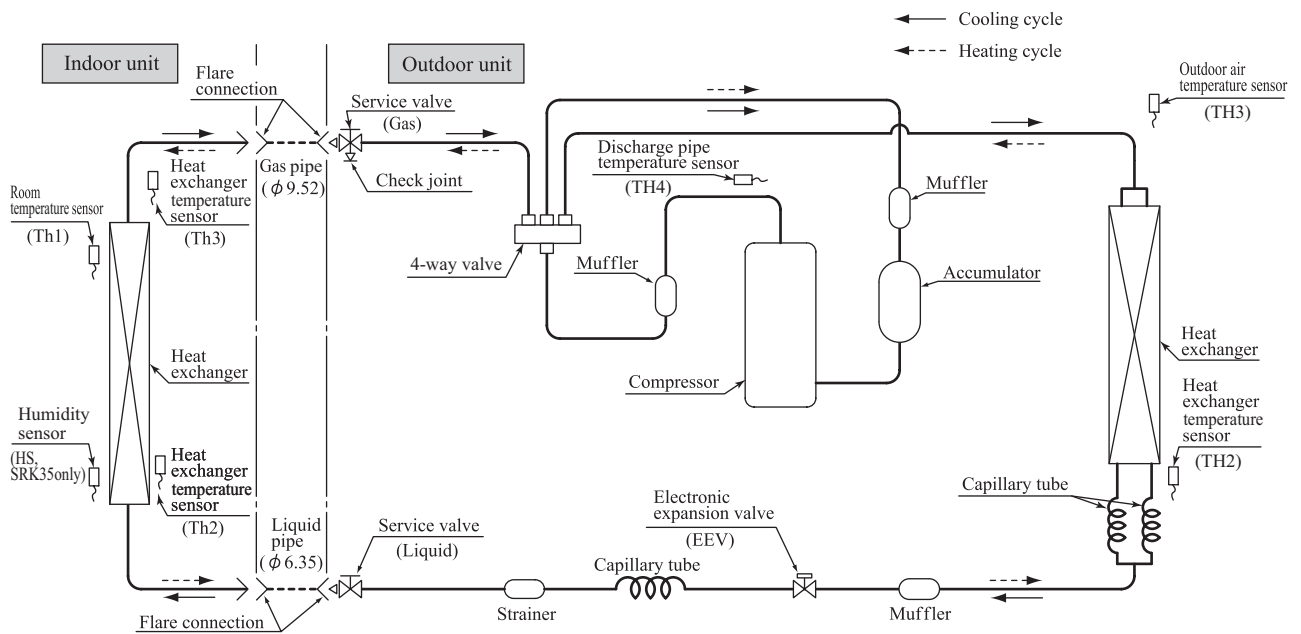 Cooling cycle
Heating cycle
Indoor unit
Outdoor unit
Flare
connection
Service valve
(Gas)
Check joint
Gas pipe
(ϕ9.52)
Outdoor air
temperature sensor
(TH3)
Discharge pipe
temperature sensor
(TH4)
Muffler
Heat
exchanger
temperature
sensor
(Th3)
Room
temperature sensor
(Th1)
4-way valve
Muffler
Accumulator
Heat
exchanger
Compressor
Heat
exchanger
Heat
exchanger
temperature
sensor
(TH2)
Humidity
sensor
(HS,
SRK35only)
Heat
exchanger
temperature
sensor
(Th2)
Capillary tube
Liquid
pipe
(ϕ6.35)
Service valve
(Liquid)
Electronic
expansion valve
(EEV)
Capillary tube
Strainer
Muffler
Flare connection